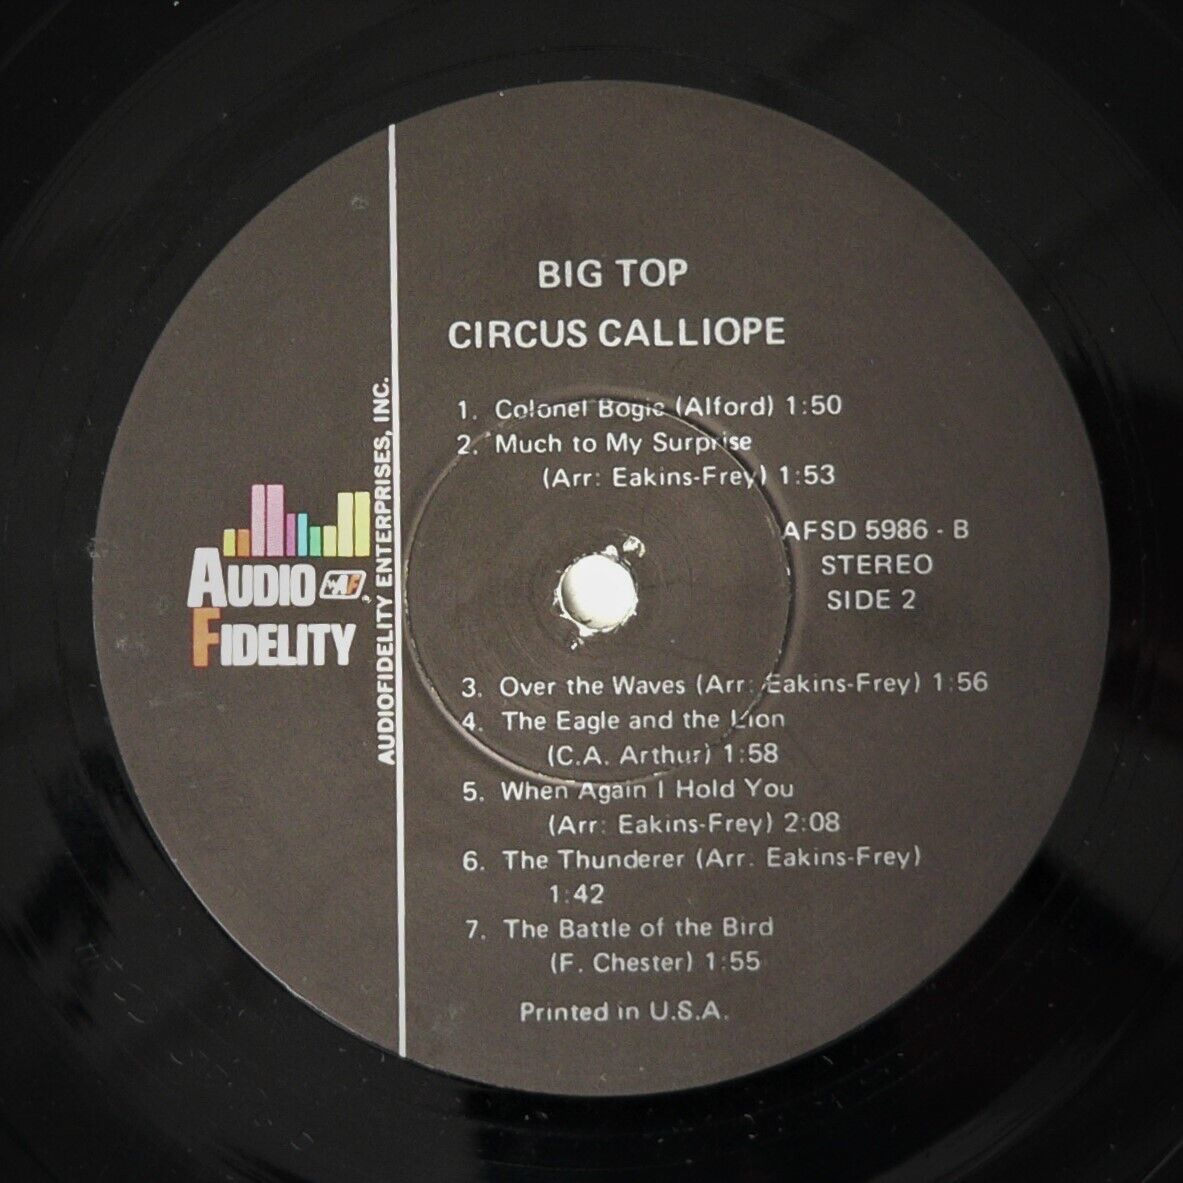 BIG TOP
CIRCUS CALLIOPE
1. Colonel Bogie (Alford) 1:50
2. Much to My Surprise
(Arr: Eakins-Frey) 1:53
AFSD 5986 - B
STEREO
SIDE 2
AUDIO AF®
FIDELITY
AUDIOFIDELITY ENTERPRISES, INC.
3. Over the Waves (Arr: Eakins-Frey) 1:56
4. The Eagle and the Lion
(C.A. Arthur) 1:58
5. When Again I Hold You
(Arr: Eakins-Frey) 2:08
6. The Thunderer (Arr. Eakins-Frey)
1:42
7. The Battle of the Bird
(F. Chester) 1:55
Printed in U.S.A.